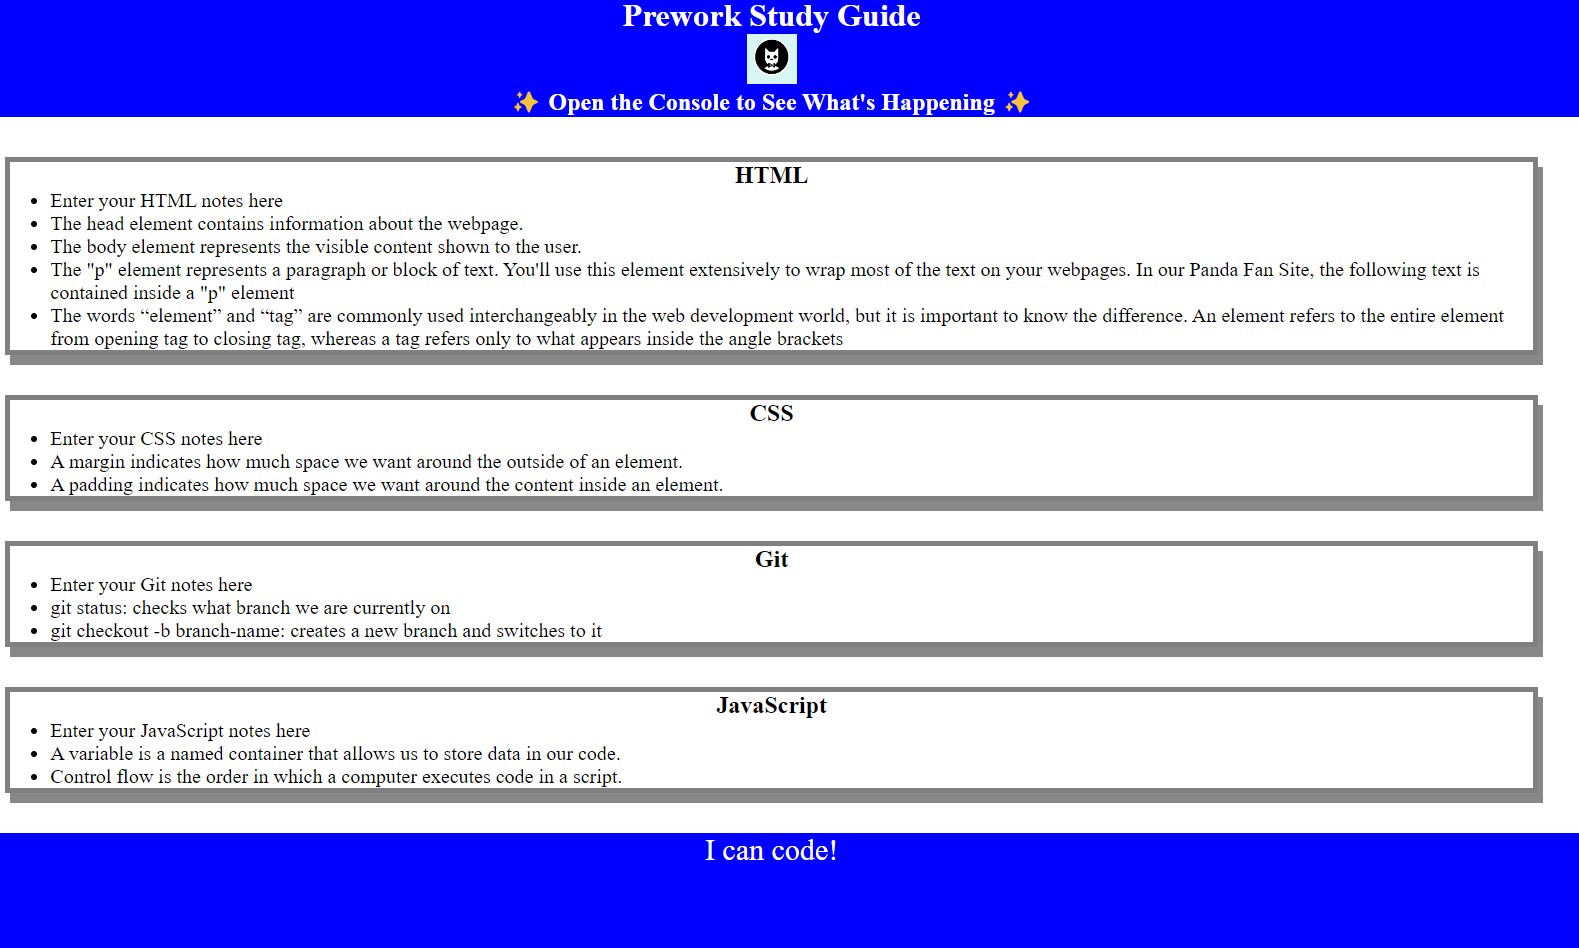 Prework Study Guide
✨ Open the Console to See What's Happening ✨
HTML
• Enter your HTML notes here
• The head element contains information about the webpage.
• The body element represents the visible content shown to the user.
• The "p" element represents a paragraph or block of text. You'll use this element extensively to wrap most of the text on your webpages. In our Panda Fan Site, the following text is
contained inside a "p" element
• The words “element” and “tag” are commonly used interchangeably in the web development world, but it is important to know the difference. An element refers to the entire element
from opening tag to closing tag, whereas a tag refers only to what appears inside the angle brackets
CSS
• Enter your CSS notes here
• A margin indicates how much space we want around the outside of an element.
• A padding indicates how much space we want around the content inside an element.
Git
• Enter your Git notes here
• git status: checks what branch we are currently on
• git checkout -b branch-name: creates a new branch and switches to it
JavaScript
• Enter your JavaScript notes here
• A variable is a named container that allows us to store data in our code.
• Control flow is the order in which a computer executes code in a script.
I can code!